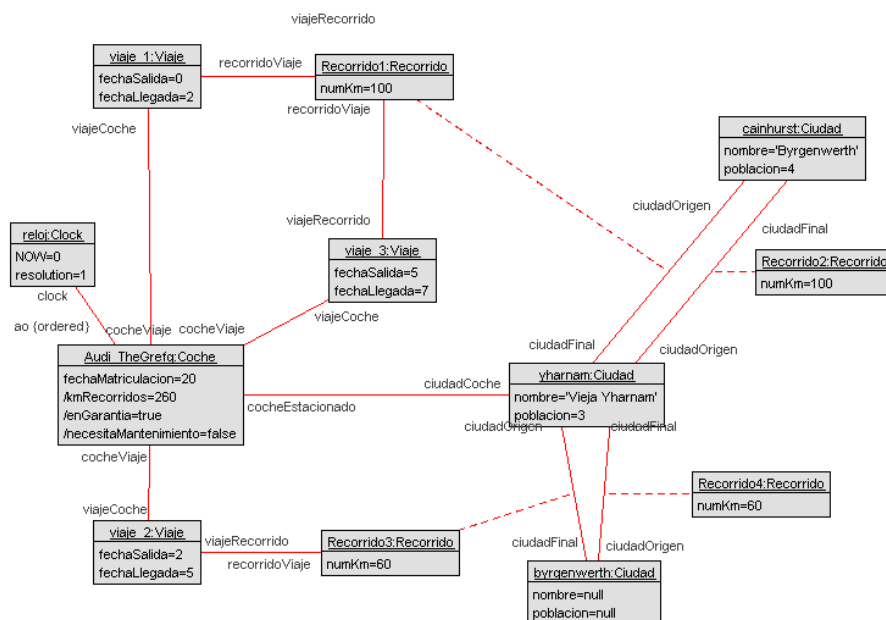 viajeRecorrido
viaje_1:Viaje
fechaSalida=0
fechaLlegada=2
recorridoViaje
Recorrido1:Recorrido
numKm=100
recorridoViaje
viajeCoche
cainhurst:Ciudad
nombre='Byrgenwerth'
poblacion=4
ciudadOrigen
ciudadFinal
viajeRecorrido
reloj:Clock
NOW=0
resolution=1
clock
viaje_3:Viaje
fechaSalida=5
fechaLlegada=7
viajeCoche
Recorrido2:Recorrido
numKm=100
ao {ordered}
cocheViaje
cocheViaje
ciudadFinal
ciudadOrigen
Audi_TheGrefg:Coche
fechaMatriculacion=20
/kmRecorridos=260
/enGarantia=true
/necesitaMantenimiento=false
cocheEstacionado
ciudadCoche
yharnam:Ciudad
nombre='Vieja Yharnam'
poblacion=3
ciudadOrigen
ciudadFinal
cocheViaje
viajeCoche
Recorrido4:Recorrido
numKm=60
viaje_2:Viaje
fechaSalida=2
fechaLlegada=5
viajeRecorrido
recorridoViaje
Recorrido3:Recorrido
numKm=60
ciudadFinal
ciudadOrigen
byrgenwerth:Ciudad
nombre=null
poblacion=null